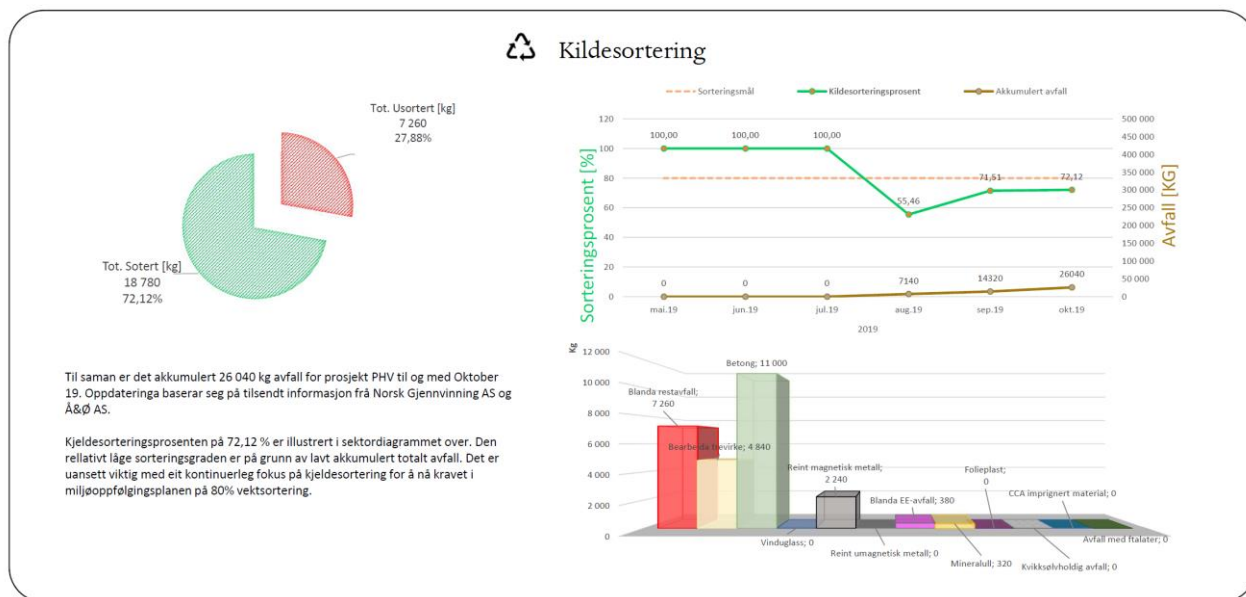 Kildesortering
Tot. Usortert [kg]
7 260
27,88%
Tot. Sotert [kg]
18 780
72,12%
Til saman er det akkumulert 26 040 kg avfall for prosjekt PHV til og med Oktober
19. Oppdateringa baserar seg på tilsendt informasjon frå Norsk Gjennvinning AS og
Å&Ø AS.
Kjeldesorteringsprosenten på 72,12 % er illustrert i sektordiagrammet over. Den
rellativt låge sorteringsgraden er på grunn av lavt akkumulert totalt avfall. Det er
uansett viktig med eit kontinuerleg fokus på kjeldesortering for å nå kravet i
miljøoppfølgingsplanen på 80% vektsortering.
Sorteringsmål
Kildesorteringsprosent
Akkumulert avfall
Sorteringsprosent [%]
120
100
80
60
40
20
0
100,00
100,00
100,00
55,46
71,51
72,12
0
0
0
7140
14320
26040
mai.19
jun.19
jul.19
aug.19
sep.19
okt.19
2019
500 000
450 000
400 000
350 000
300 000
250 000
200 000
150 000
100 000
50 000
0
Avfall [KG]
Kg
12 000
10 000
8 000
6 000
4 000
2 000
0
Blanda restavfall;
7 260
Bearbeida trevirke; 4 840
Betong; 11 000
Vinduglass; 0
Reint magnetisk metall;
2 240
Reint umagnetisk metall; 0
Blanda EE-avfall; 380
Mineralull; 320
Folieplast;
0
Kvikksølvholdig avfall; 0
CCA imprignert material; 0
Avfall med ftalater; 0